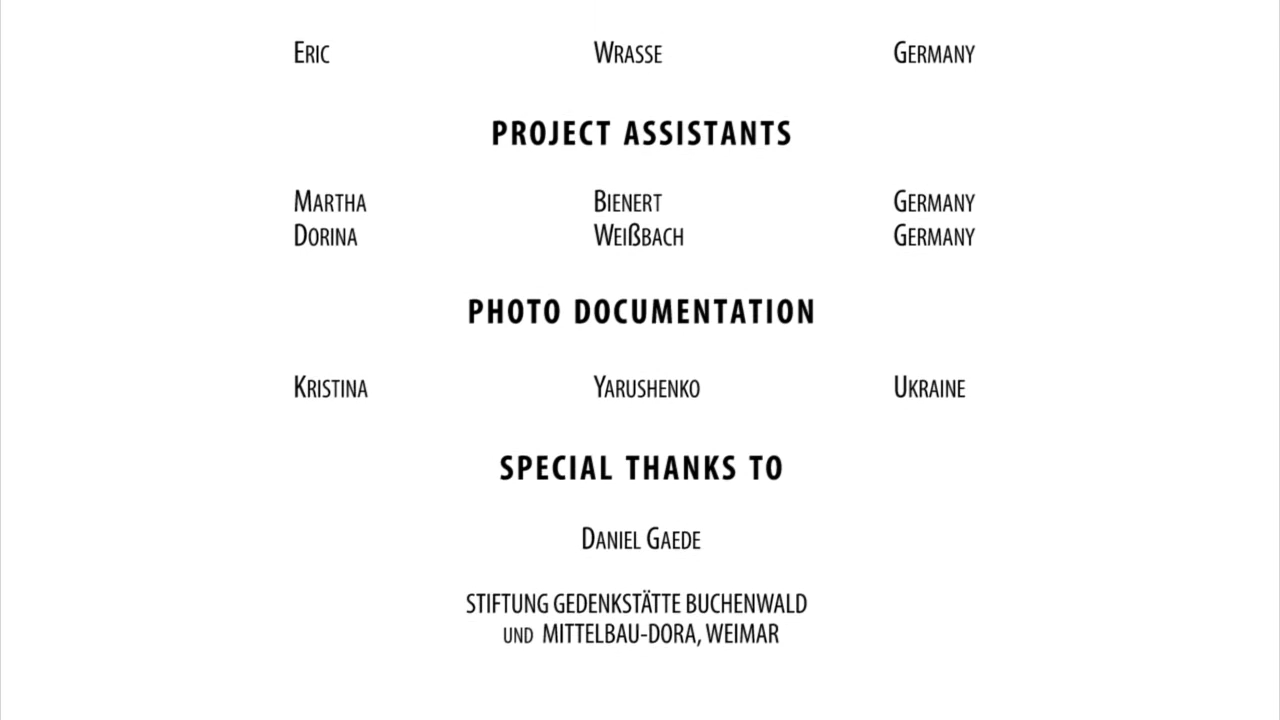 Eric Wrasse Germany
PROJECT ASSISTANTS
Martha Bienert Germany
Dorina Weißbach Germany
PHOTO DOCUMENTATION
Kristina Yarushenko Ukraine
SPECIAL THANKS TO
Daniel Gaede
STIFTUNG GEDENKSTÄTTE BUCHENWALD
UND MITTELBAU-DORA, WEIMAR